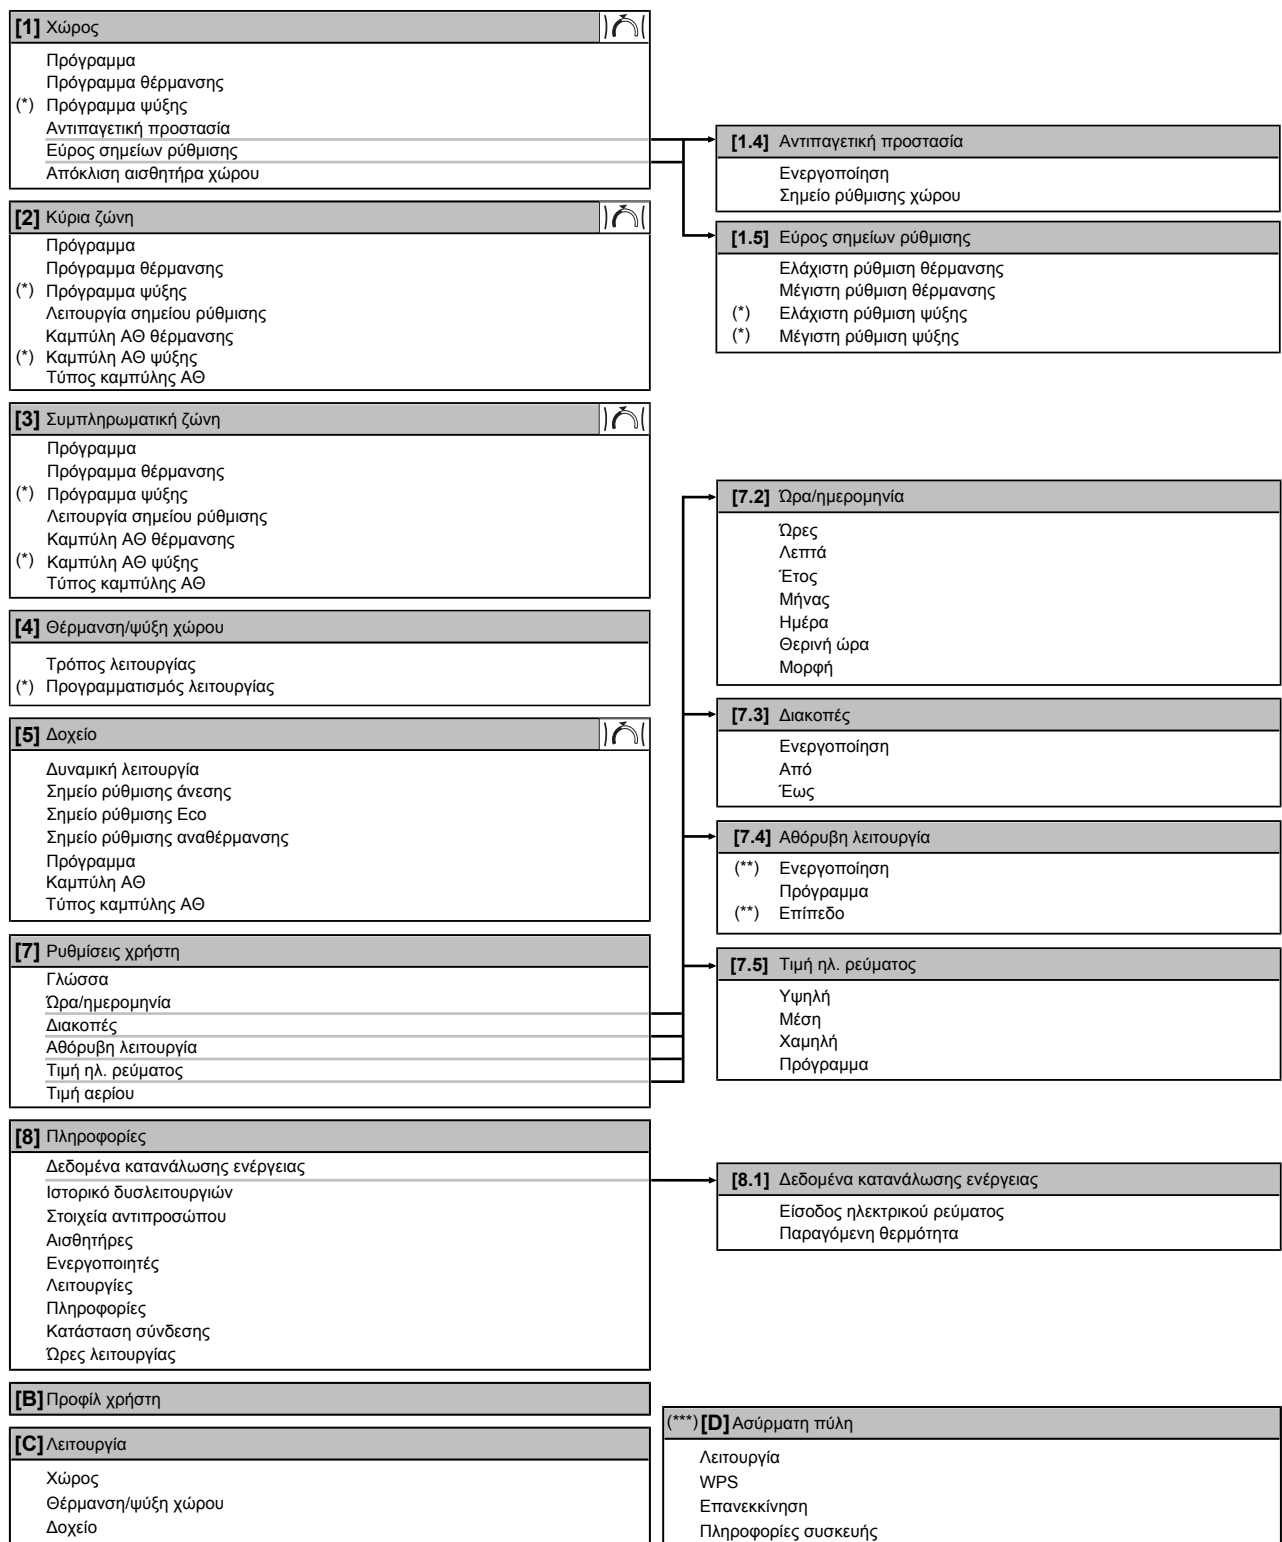 [1] Χώρος
Πρόγραμμα
Πρόγραμμα θέρμανσης
(*) Πρόγραμμα ψύξης
Αντιπαγετική προστασία
Εύρος σημείων ρύθμισης
Απόκλιση αισθητήρα χώρου
[1.4] Αντιπαγετική προστασία
Ενεργοποίηση
Σημείο ρύθμισης χώρου
[2] Κύρια ζώνη
Πρόγραμμα
Πρόγραμμα θέρμανσης
(*) Πρόγραμμα ψύξης
Λειτουργία σημείου ρύθμισης
Καμπύλη ΑΘ θέρμανσης
(*) Καμπύλη ΑΘ ψύξης
Τύπος καμπύλης ΑΘ
[1.5] Εύρος σημείων ρύθμισης
Ελάχιστη ρύθμιση θέρμανσης
Μέγιστη ρύθμιση θέρμανσης
(*) Ελάχιστη ρύθμιση ψύξης
(*) Μέγιστη ρύθμιση ψύξης
[3] Συμπληρωματική ζώνη
Πρόγραμμα
Πρόγραμμα θέρμανσης
(*) Πρόγραμμα ψύξης
Λειτουργία σημείου ρύθμισης
Καμπύλη ΑΘ θέρμανσης
(*) Καμπύλη ΑΘ ψύξης
Τύπος καμπύλης ΑΘ
[4] Θέρμανση/ψύξη χώρου
Τρόπος λειτουργίας
(*) Προγραμματισμός λειτουργίας
[5] Δοχείο
Δυναμική λειτουργία
Σημείο ρύθμισης άνεσης
Σημείο ρύθμισης Eco
Σημείο ρύθμισης αναθέρμανσης
Πρόγραμμα
Καμπύλη ΑΘ
Τύπος καμπύλης ΑΘ
[7] Ρυθμίσεις χρήστη
Γλώσσα
Ώρα/ημερομηνία
Διακοπές
Αθόρυβη λειτουργία
Τιμή ηλ. ρεύματος
Τιμή αερίου
[7.2] Ώρα/ημερομηνία
Ώρες
Λεπτά
Έτος
Μήνας
Ημέρα
Θερινή ώρα
Μορφή
[7.3] Διακοπές
Ενεργοποίηση
Από
Έως
[7.4] Αθόρυβη λειτουργία
(**) Ενεργοποίηση
Πρόγραμμα
(**) Επίπεδο
[7.5] Τιμή ηλ. ρεύματος
Υψηλή
Μέση
Χαμηλή
Πρόγραμμα
[8] Πληροφορίες
Δεδομένα κατανάλωσης ενέργειας
Ιστορικό δυσλειτουργιών
Στοιχεία αντιπροσώπου
Αισθητήρες
Ενεργοποιητές
Λειτουργίες
Πληροφορίες
Κατάσταση σύνδεσης
Ώρες λειτουργίας
[8.1] Δεδομένα κατανάλωσης ενέργειας
Είσοδος ηλεκτρικού ρεύματος
Παραγόμενη θερμότητα
[B] Προφίλ χρήστη
[C] Λειτουργία
Χώρος
Θέρμανση/ψύξη χώρου
Δοχείο
(***) [D] Ασύρματη πύλη
Λειτουργία
WPS
Επανεκκίνηση
Πληροφορίες συσκευής